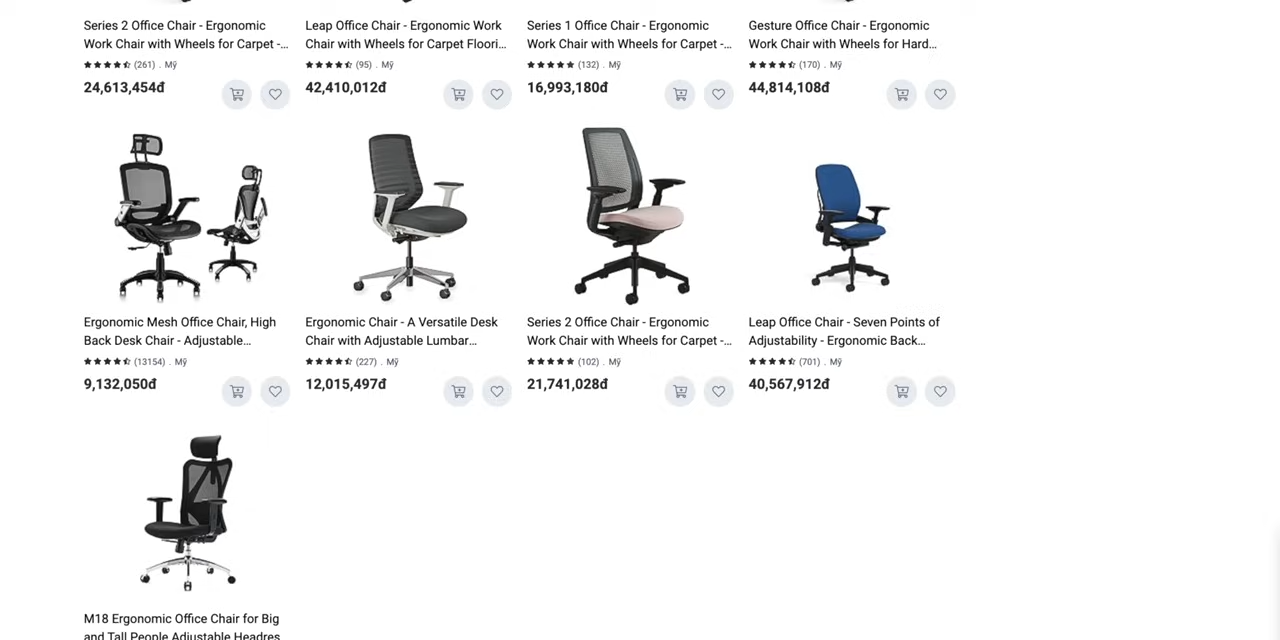 Series 2 Office Chair - Ergonomic
Work Chair with Wheels for Carpet -...
(261) . Mỹ
24,613,454đ
Leap Office Chair - Ergonomic Work
Chair with Wheels for Carpet Floori...
(95) . Mỹ
42,410,012đ
Series 1 Office Chair - Ergonomic
Work Chair with Wheels for Carpet -...
(132) . Mỹ
16,993,180đ
Gesture Office Chair - Ergonomic
Work Chair with Wheels for Hard...
(170) . Mỹ
44,814,108đ
Ergonomic Mesh Office Chair, High
Back Desk Chair - Adjustable...
(13154) . Mỹ
9,132,050đ
Ergonomic Chair - A Versatile Desk
Chair with Adjustable Lumbar...
(227) . Mỹ
12,015,497đ
Series 2 Office Chair - Ergonomic
Work Chair with Wheels for Carpet -...
(102) . Mỹ
21,741,028đ
Leap Office Chair - Seven Points of
Adjustability - Ergonomic Back...
(701) . Mỹ
40,567,912đ
M18 Ergonomic Office Chair for Big
and Tall People Adjustable Headres